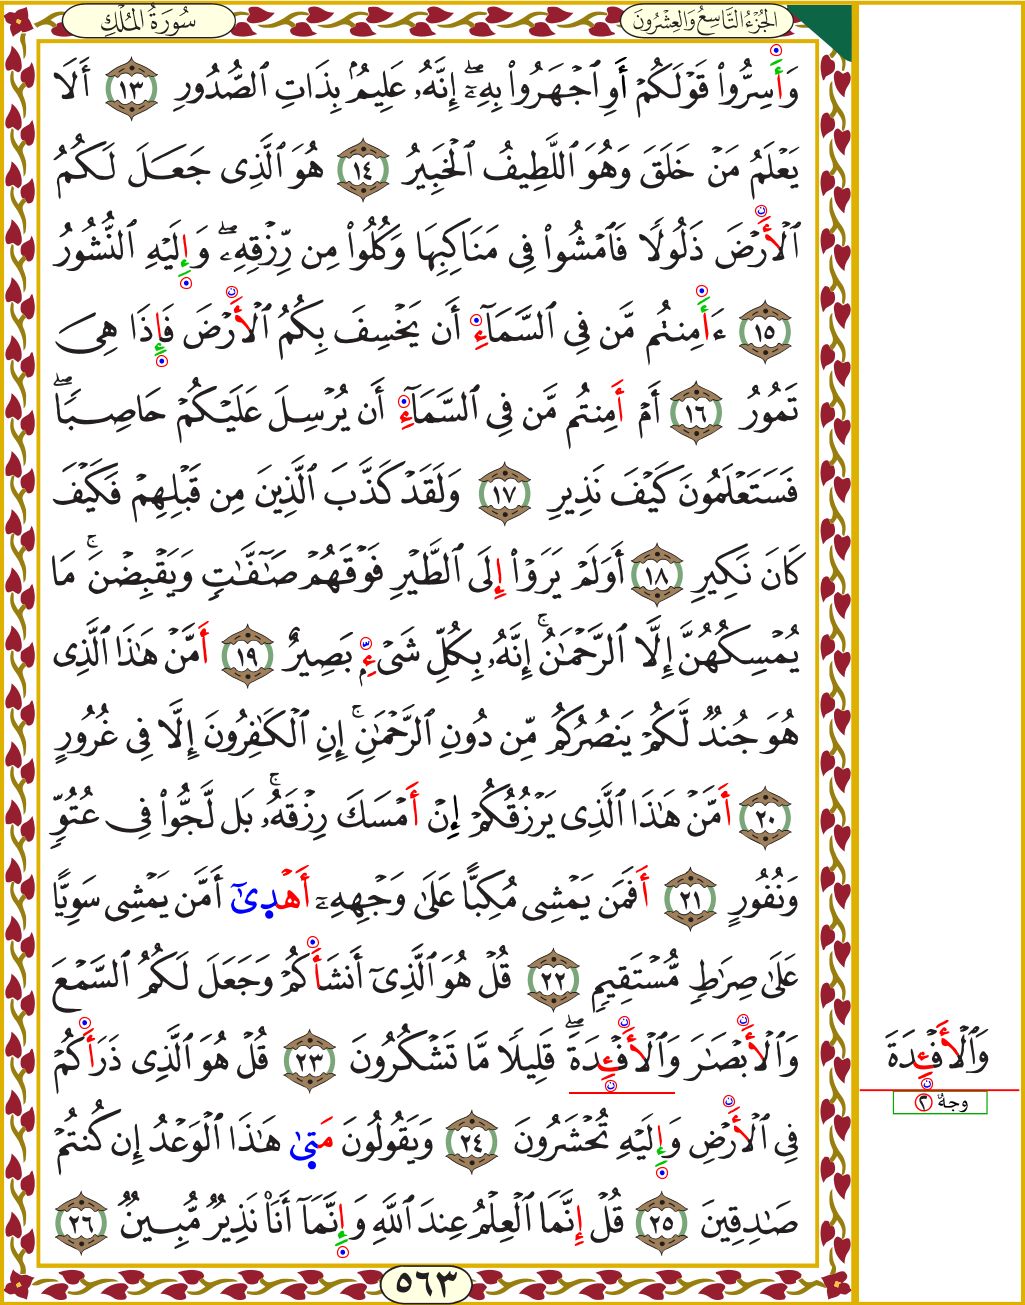 سُورَةُ المُلْكِ
الجُزْءُ التَّاسِعُ وَالعِشْرُونَ
وَأَسِرُّوا۟ قَوْلَكُمْ أَوِ ٱجْهَرُوا۟ بِهِۦٓ ۖ إِنَّهُۥ عَلِيمٌۢ بِذَاتِ ٱلصُّدُورِ ١٣ أَلَا
يَعْلَمُ مَنْ خَلَقَ وَهُوَ ٱللَّطِيفُ ٱلْخَبِيرُ ١٤ هُوَ ٱلَّذِى جَعَلَ لَكُمُ
ٱلْأَرْضَ ذَلُولًا فَٱمْشُوا۟ فِى مَنَاكِبِهَا وَكُلُوا۟ مِن رِّزْقِهِۦ ۖ وَإِلَيْهِ ٱلنُّشُورُ
١٥ ءَأَمِنتُم مَّن فِى ٱلسَّمَآءِ أَن يَخْسِفَ بِكُمُ ٱلْأَرْضَ فَإِذَا هِىَ
تَمُورُ ١٦ أَمْ أَمِنتُم مَّن فِى ٱلسَّمَآءِ أَن يُرْسِلَ عَلَيْكُمْ حَاصِبًا ۖ
فَسَتَعْلَمُونَ كَيْفَ نَذِيرِ ١٧ وَلَقَدْ كَذَّبَ ٱلَّذِينَ مِن قَبْلِهِمْ فَكَيْفَ
كَانَ نَكِيرِ ١٨ أَوَلَمْ يَرَوْا۟ إِلَى ٱلطَّيْرِ فَوْقَهُمْ صَـٰٓفَّـٰتٍ وَيَقْبِضْنَ ۚ مَا
يُمْسِكُهُنَّ إِلَّا ٱلرَّحْمَـٰنُ ۚ إِنَّهُۥ بِكُلِّ شَىْءٍۭ بَصِيرٌ ١٩ أَمَّنْ هَـٰذَا ٱلَّذِى
هُوَ جُندٌ لَّكُمْ يَنصُرُكُم مِّن دُونِ ٱلرَّحْمَـٰنِ ۚ إِنِ ٱلْكَـٰفِرُونَ إِلَّا فِى غُرُورٍ
٢٠ أَمَّنْ هَـٰذَا ٱلَّذِى يَرْزُقُكُمْ إِنْ أَمْسَكَ رِزْقَهُۥ ۚ بَل لَّجُّوا۟ فِى عُتُوٍّ
وَنُفُورٍ ٢١ أَفَمَن يَمْشِى مُكِبًّا عَلَىٰ وَجْهِهِۦٓ أَهْدِىٰٓ أَمَّن يَمْشِى سَوِيًّا
عَلَىٰ صِرَٰطٍ مُّسْتَقِيمٍ ٢٢ قُلْ هُوَ ٱلَّذِىٓ أَنشَأَكُمْ وَجَعَلَ لَكُمُ ٱلسَّمْعَ
وَٱلْأَبْصَـٰرَ وَٱلْأَفْـِٔدَةَ ۖ قَلِيلًا مَّا تَشْكُرُونَ ٢٣ قُلْ هُوَ ٱلَّذِى ذَرَأَكُمْ
فِى ٱلْأَرْضِ وَإِلَيْهِ تُحْشَرُونَ ٢٤ وَيَقُولُونَ مَتِىٰ هَـٰذَا ٱلْوَعْدُ إِن كُنتُمْ
صَـٰدِقِينَ ٢٥ قُلْ إِنَّمَا ٱلْعِلْمُ عِندَ ٱللَّهِ وَإِنَّمَآ أَنَا۠ نَذِيرٌ مُّبِينٌ ٢٦
وَٱلْأَفْـِٔدَةَ
وجهٌ ٢
٥٦٣